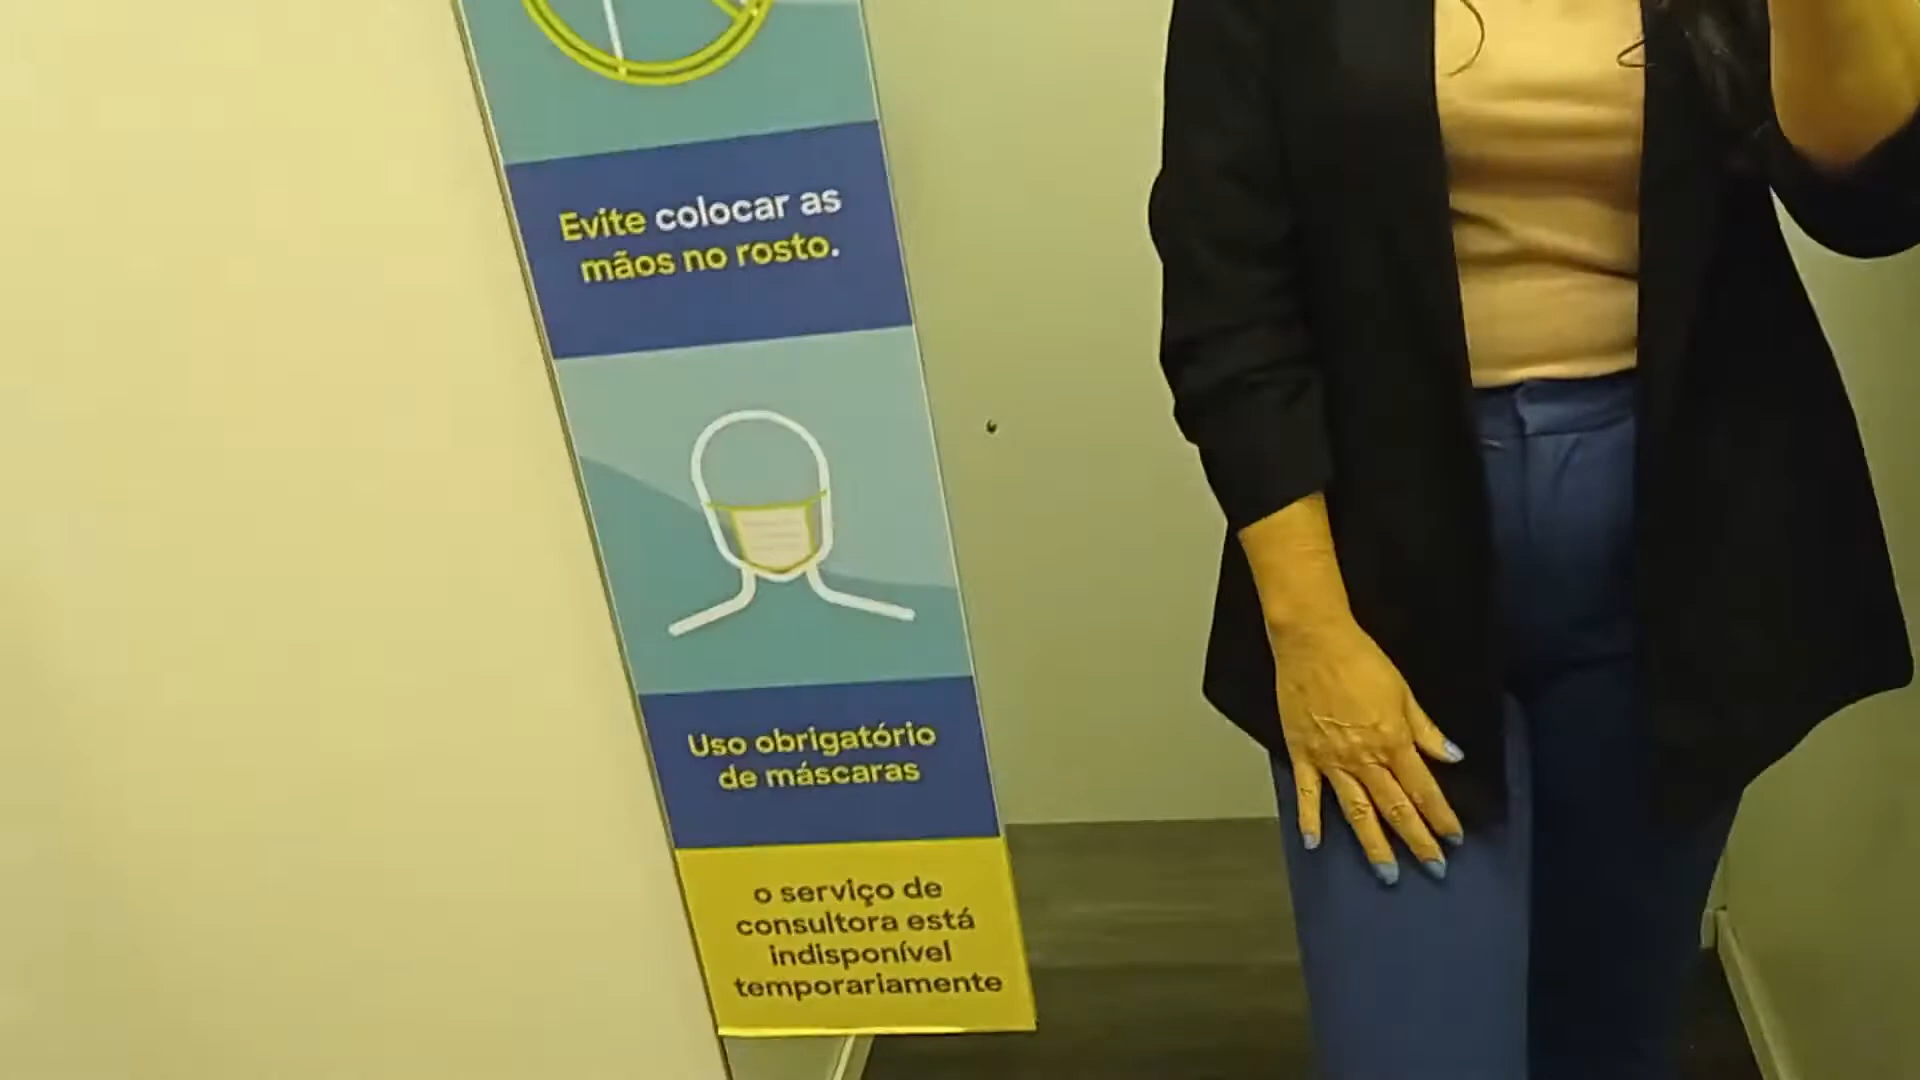 Evite colocar as
mãos no rosto.
Uso obrigatório
de máscaras
o serviço de
consultora está
indisponível
temporariamente